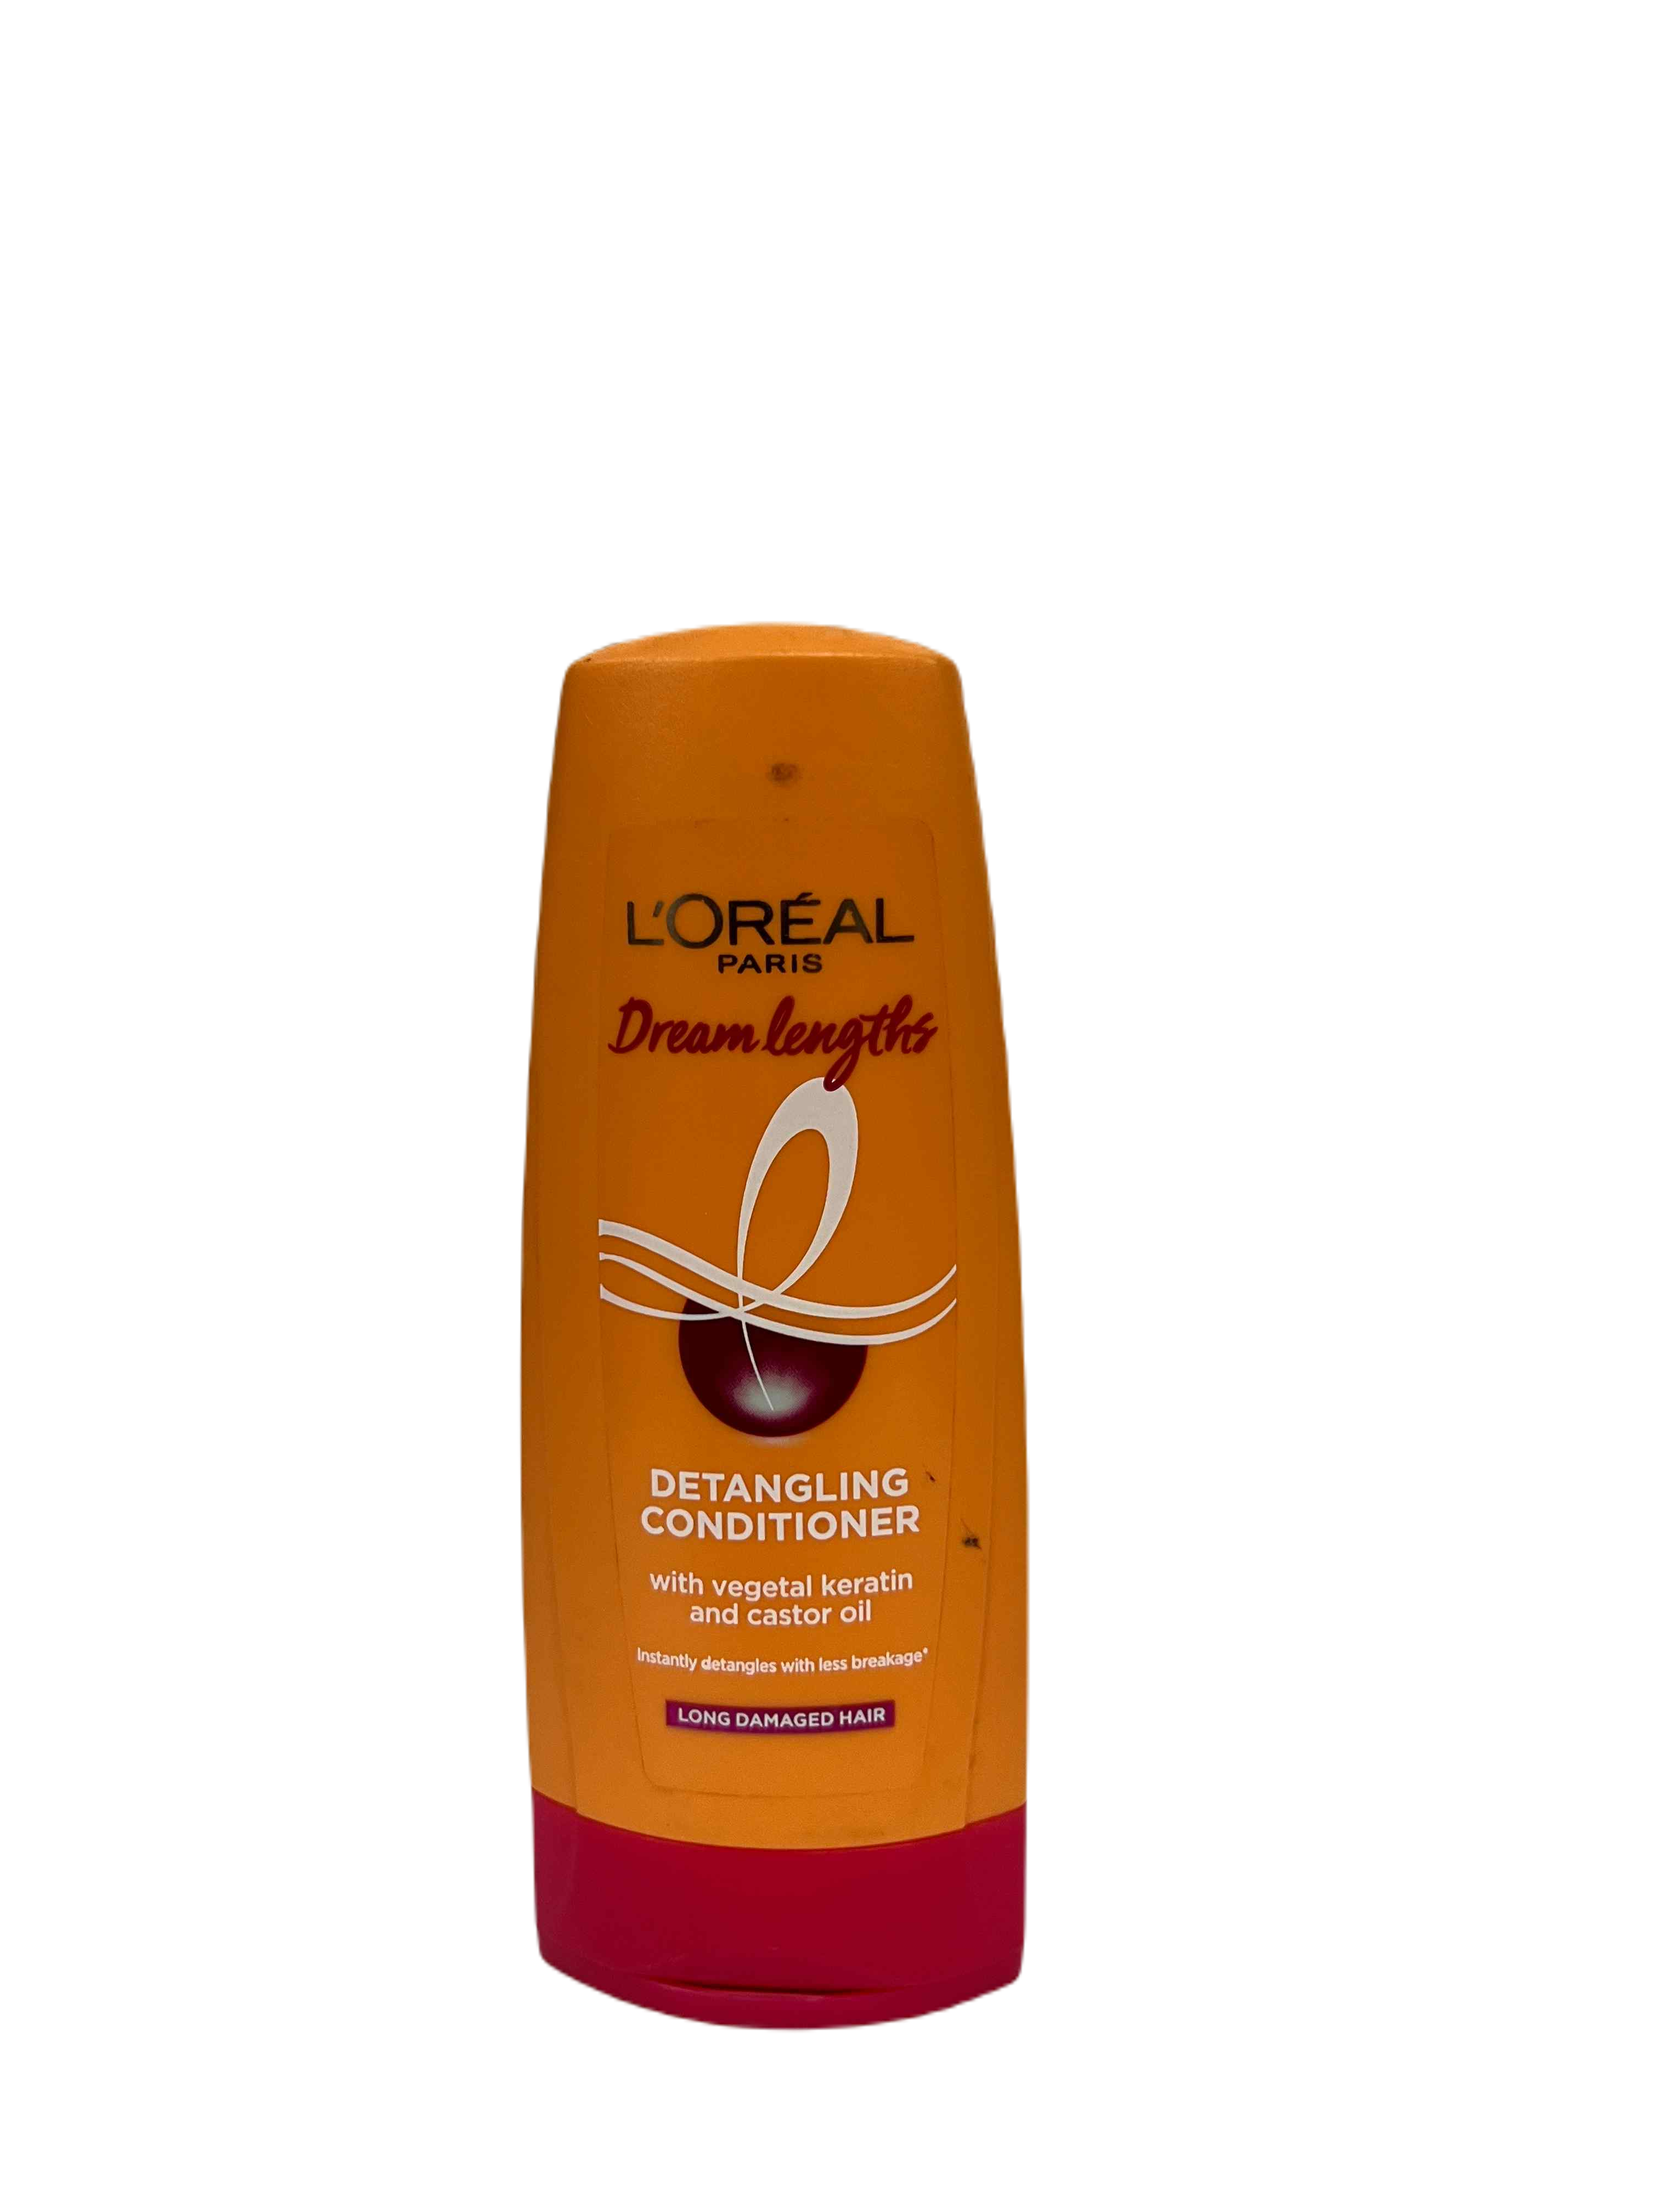 L'ORÉAL
PARIS
Dream lengths
DETANGLING
CONDITIONER
with vegetal keratin
and castor oil
Instantly detangles with less breakage*
LONG DAMAGED HAIR